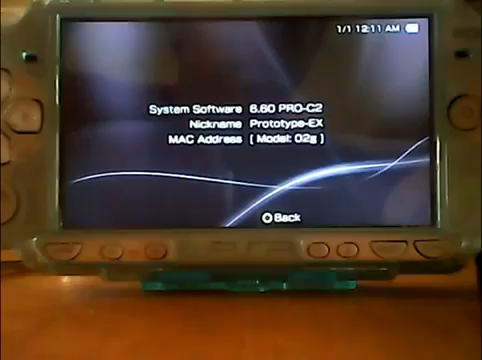 1/1 12:11 AM
System Software 6.60 PRO-C2
Nickname Prototype-EX
MAC Address [ Model: 02g ]
Back